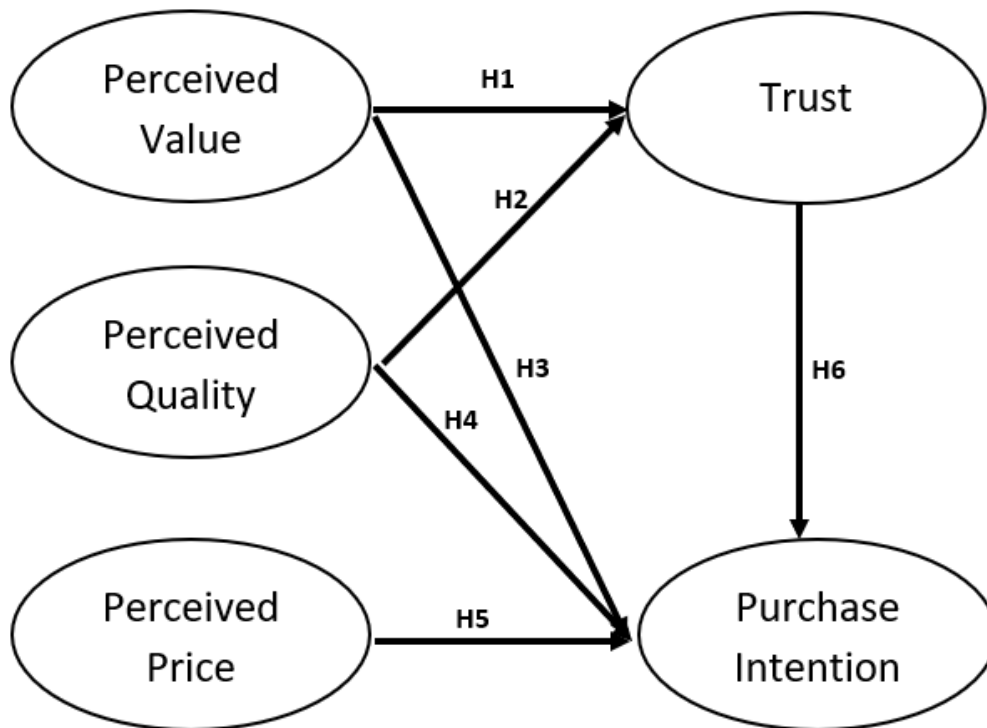 Perceived
Value
H1
Trust
H2
Perceived
Quality
H3
H4
H6
Perceived
Price
H5
Purchase
Intention